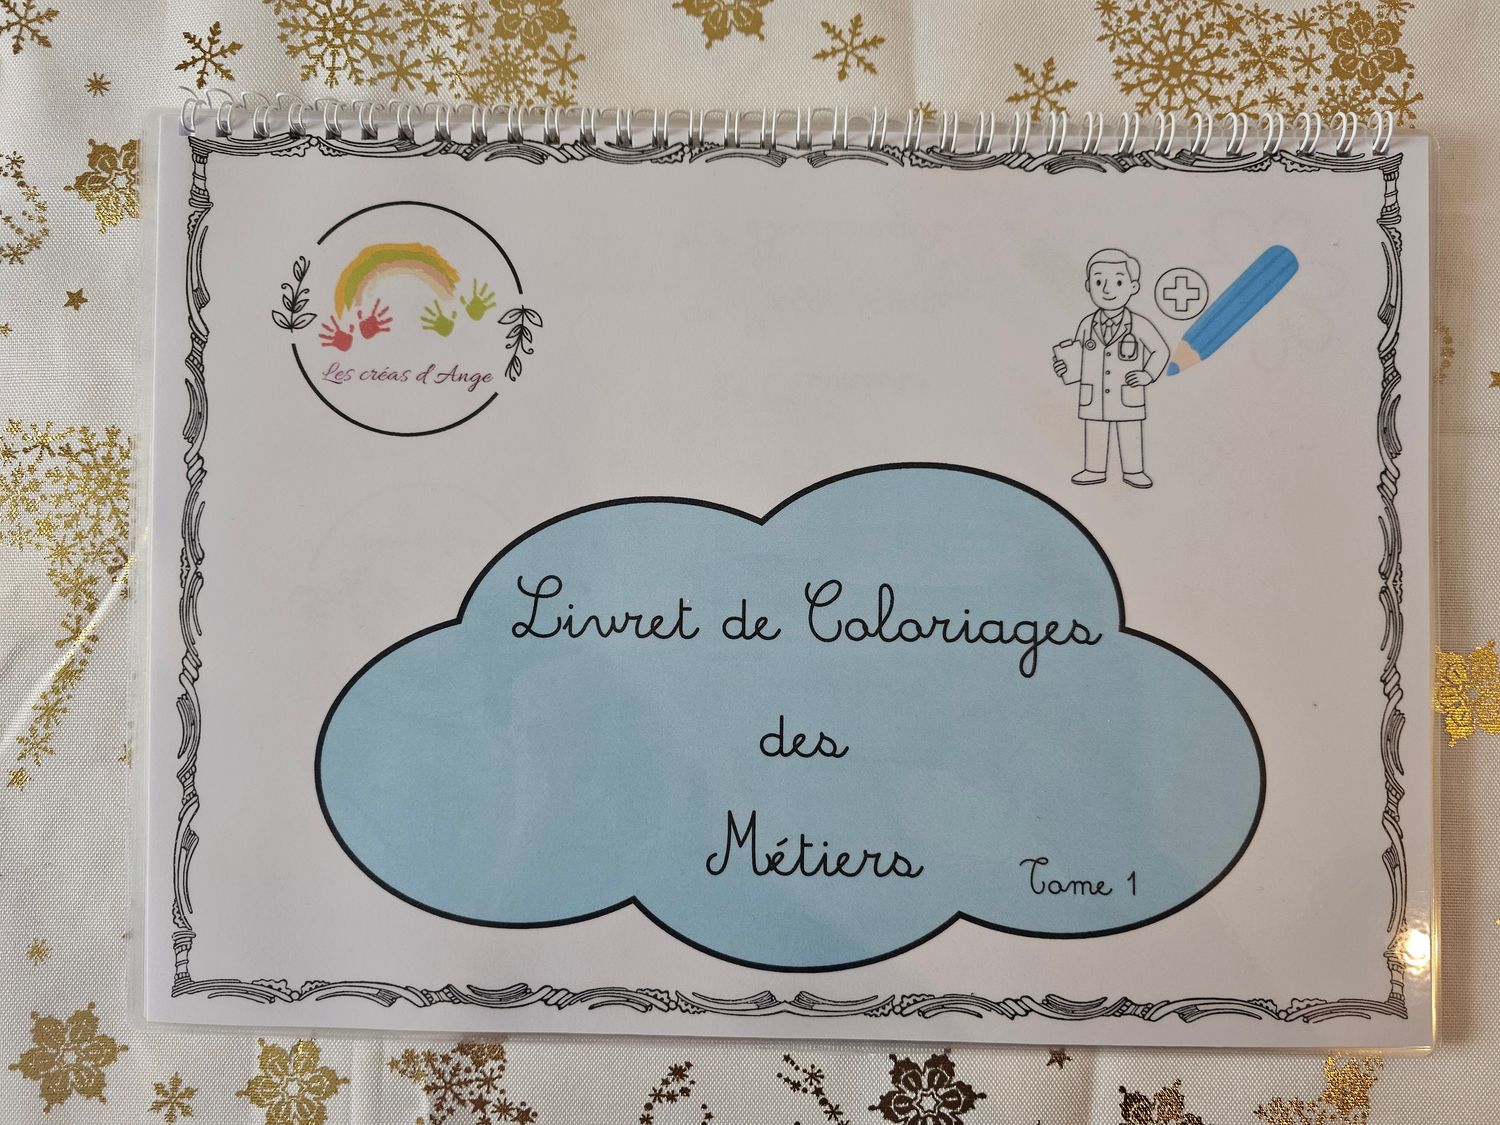 Les créas d'Ange
Livret de Coloriages
des
Métiers
Tome 1